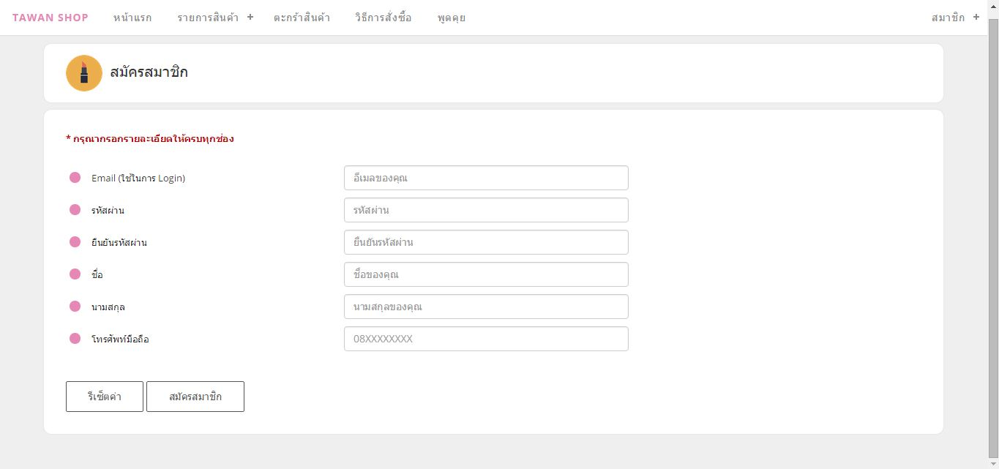 TAWAN SHOP หน้าแรก รายการสินค้า + ตะกร้าสินค้า วิธีการสั่งซื้อ พูดคุย สมาชิก +
สมัครสมาชิก
* กรุณากรอกรายละเอียดให้ครบทุกช่อง
Email (ใช้ในการ Login) อีเมลของคุณ
รหัสผ่าน รหัสผ่าน
ยืนยันรหัสผ่าน ยืนยันรหัสผ่าน
ชื่อ ชื่อของคุณ
นามสกุล นามสกุลของคุณ
โทรศัพท์มือถือ 08XXXXXXXX
รีเซ็ตค่า สมัครสมาชิก